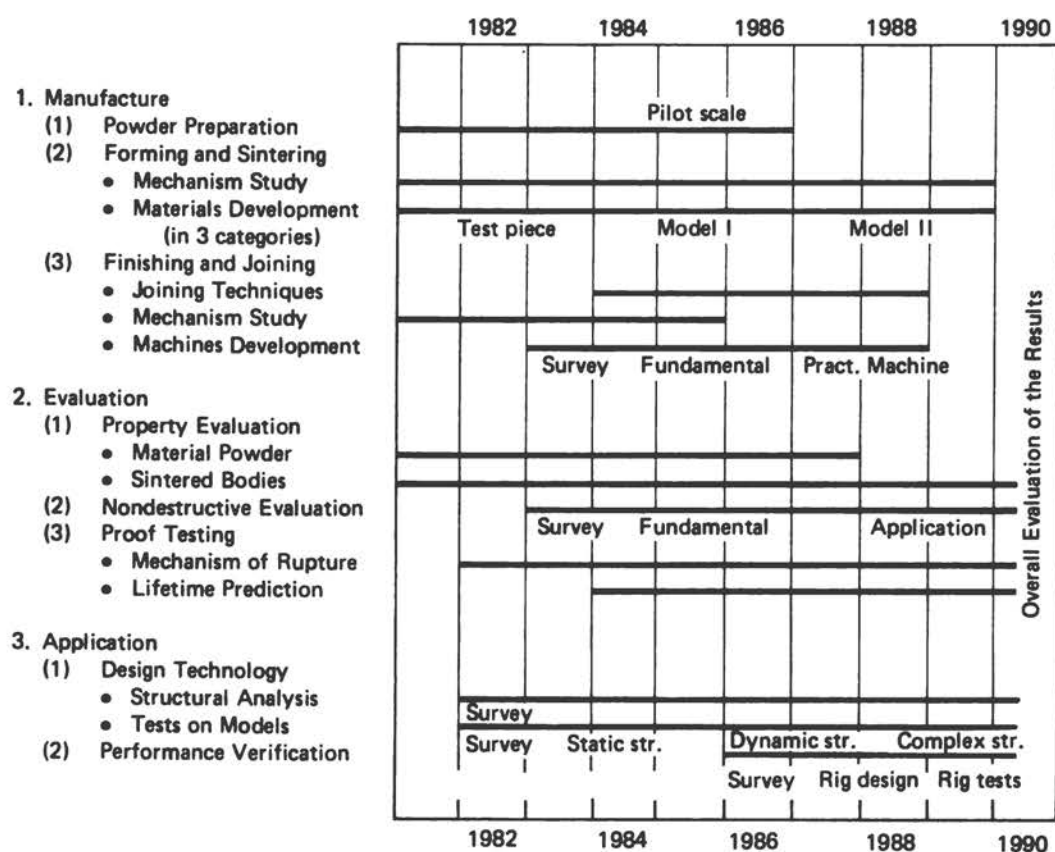 1982 1984 1986 1988 1990
1. Manufacture
Pilot scale
(1) Powder Preparation
(2) Forming and Sintering
• Mechanism Study
• Materials Development
(in 3 categories)
Test piece Model I Model II
(3) Finishing and Joining
• Joining Techniques
• Mechanism Study
• Machines Development
Survey Fundamental Pract. Machine
2. Evaluation
(1) Property Evaluation
• Material Powder
• Sintered Bodies
(2) Nondestructive Evaluation
Survey Fundamental Application
(3) Proof Testing
• Mechanism of Rupture
• Lifetime Prediction
3. Application
(1) Design Technology
• Structural Analysis
Survey
• Tests on Models
Survey Static str. Dynamic str. Complex str.
(2) Performance Verification
Survey Rig design Rig tests
Overall Evaluation of the Results
1982 1984 1986 1988 1990